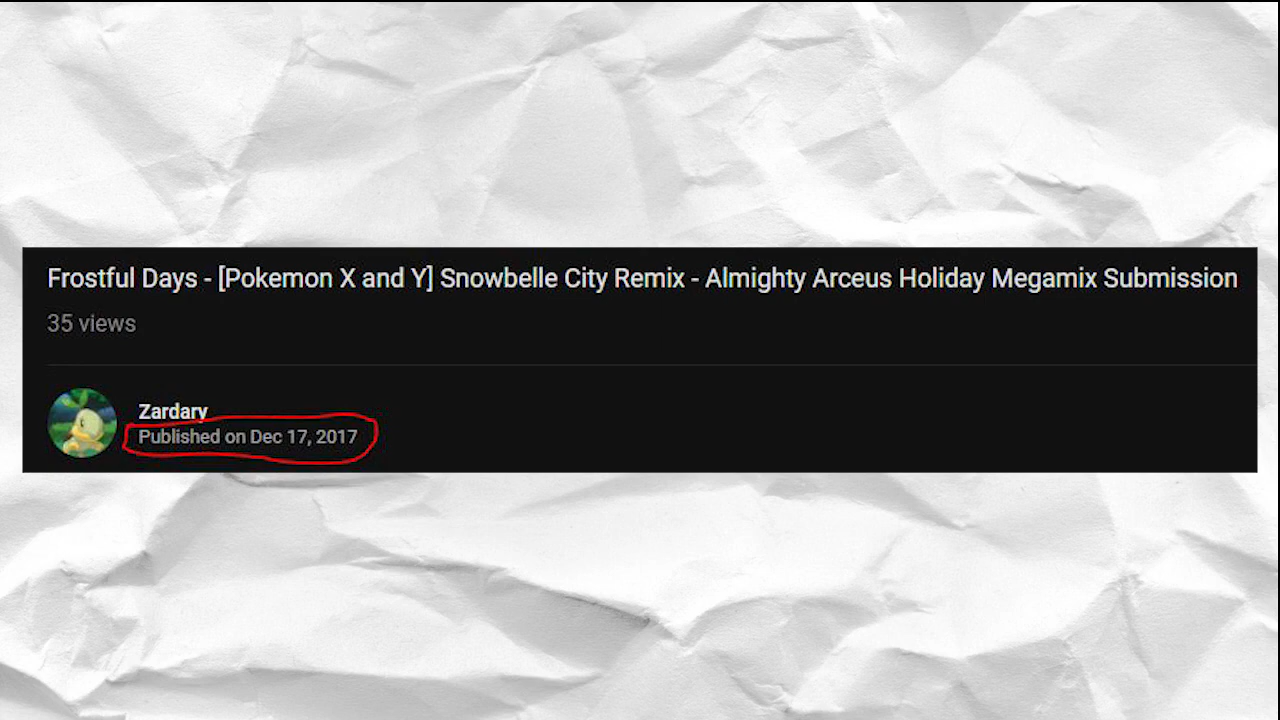 Frostful Days - [Pokemon X and Y] Snowbelle City Remix - Almighty Arceus Holiday Megamix Submission
35 views
Zardary
Published on Dec 17, 2017